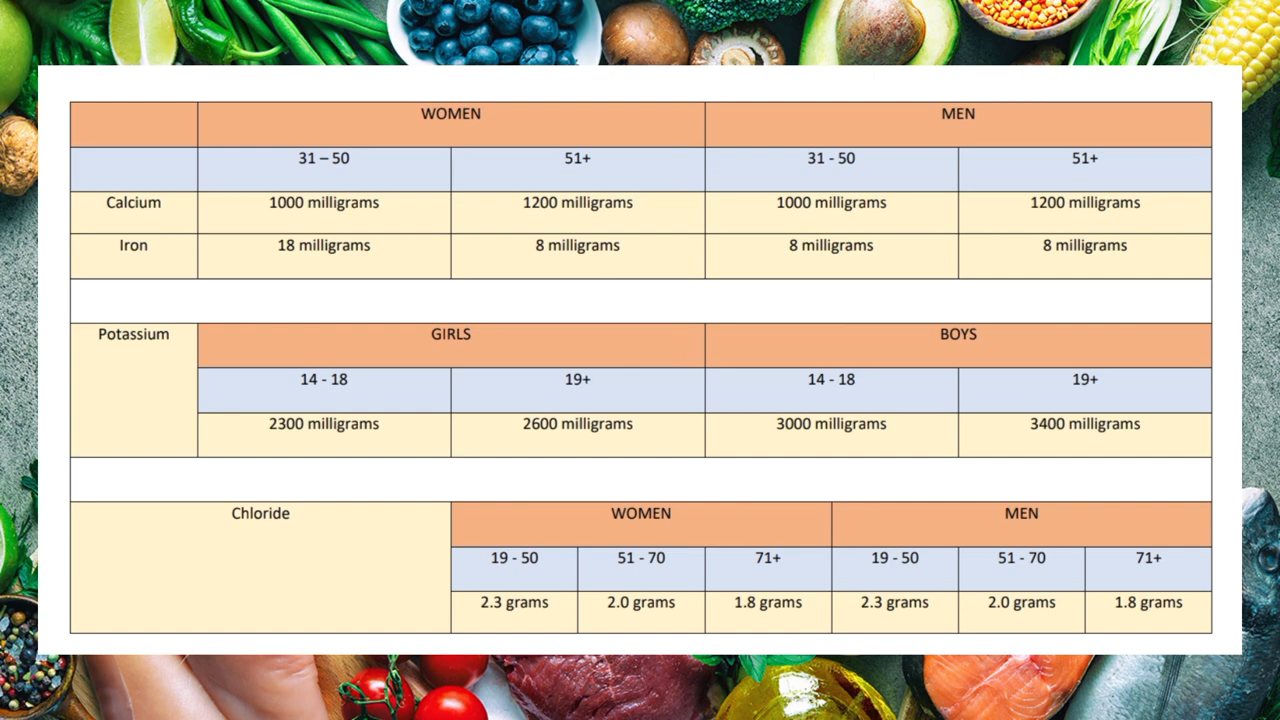 WOMEN MEN
31 – 50 51+ 31 - 50 51+
Calcium 1000 milligrams 1200 milligrams 1000 milligrams 1200 milligrams
Iron 18 milligrams 8 milligrams 8 milligrams 8 milligrams
Potassium GIRLS BOYS
14 - 18 19+ 14 - 18 19+
2300 milligrams 2600 milligrams 3000 milligrams 3400 milligrams
Chloride WOMEN MEN
19 - 50 51 - 70 71+ 19 - 50 51 - 70 71+
2.3 grams 2.0 grams 1.8 grams 2.3 grams 2.0 grams 1.8 grams